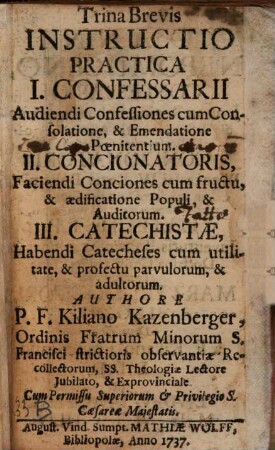 Trina Brevis
INSTRUCTIO
PRACTICA
I. CONFESSARII
Audiendi Confessiones cum Con-
solatione, & Emendatione
Pœnitentium.
II. CONCIONATORIS,
Faciendi Conciones cum fructu,
& ædificatione Populi, &
Auditorum.
III. CATECHISTÆ,
Habendi Catecheses cum utili-
tate, & profectu parvulorum, &
adultorum.
AUTHORE
P. F. Kiliano Kazenberger,
Ordinis Fratrum Minorum S.
Francisci strictioris observantiæ Re-
collectorum, SS. Theologiæ Lectore
Jubilato, & Exprovinciale.
Cum Permissu Superiorum & Privilegio S.
Cæsareæ Majestatis.
August. Vind. Sumpt. MATHIÆ WOLFF,
Bibliopolæ, Anno 1737.